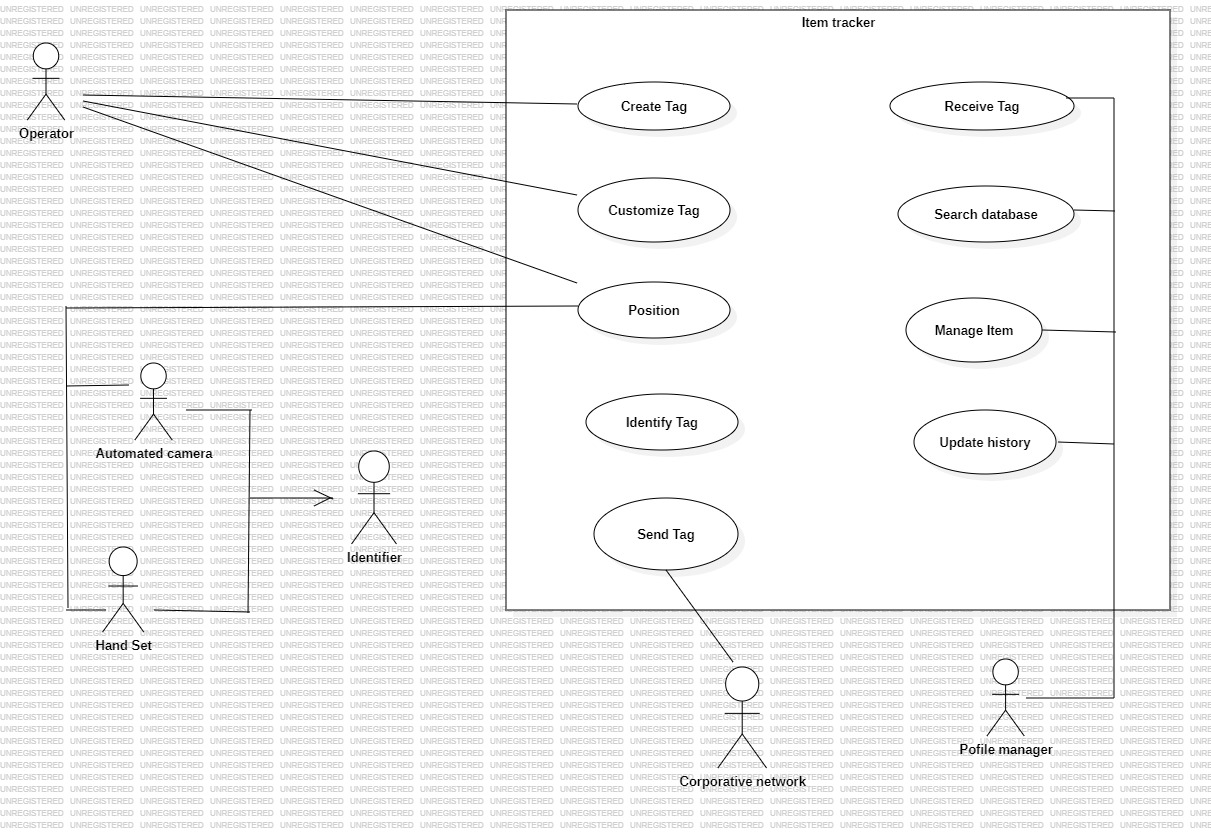 Item tracker
Operator
Create Tag
Receive Tag
Customize Tag
Search database
Position
Manage Item
Automated camera
Identify Tag
Update history
Identifier
Send Tag
Hand Set
Pofile manager
Corporative network
UNREGISTERED